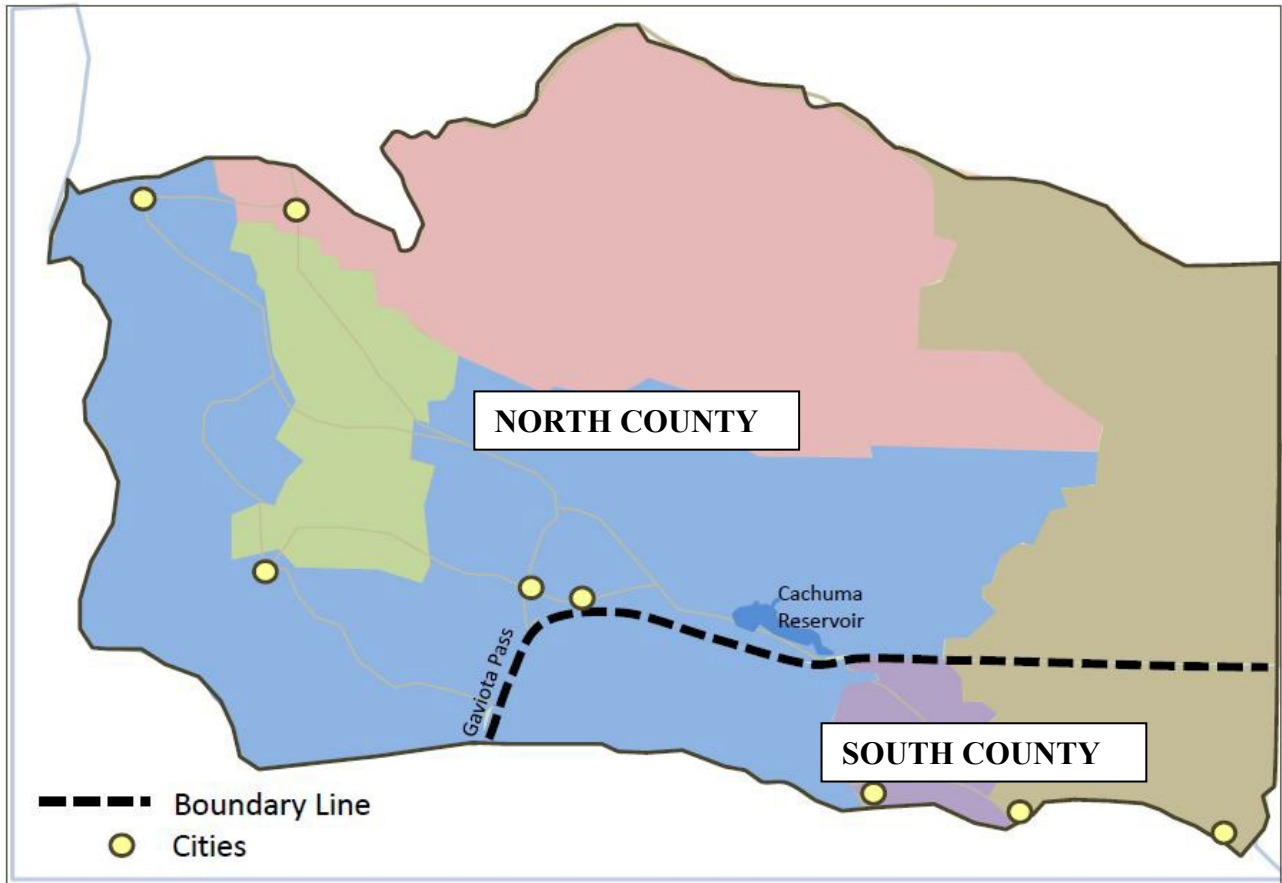 NORTH COUNTY
Cachuma
Reservoir
Gaviota Pass
SOUTH COUNTY
Boundary Line
Cities